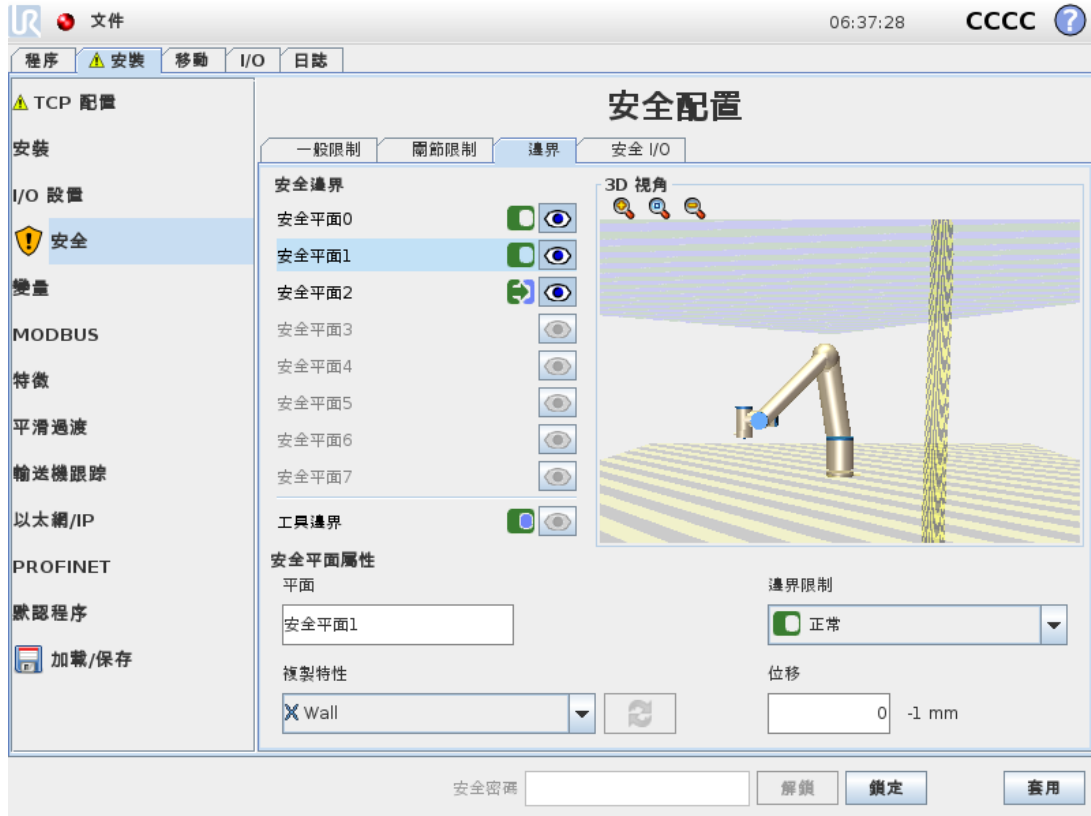 UR 文件 06:37:28 CCCC ?
程序 安裝 移動 I/O 日誌
TCP 配置
安裝
I/O 設置
安全
變量
MODBUS
特徵
平滑過渡
輸送機跟踪
以太網/IP
PROFINET
默認程序
加載/保存
安全配置
一般限制 關節限制 邊界 安全 I/O
安全邊界
安全平面0
安全平面1
安全平面2
安全平面3
安全平面4
安全平面5
安全平面6
安全平面7
工具邊界
3D 視角
安全平面屬性
平面
安全平面1
邊界限制
正常
複製特性
Wall
位移
0 -1 mm
安全密碼 解鎖 鎖定 套用